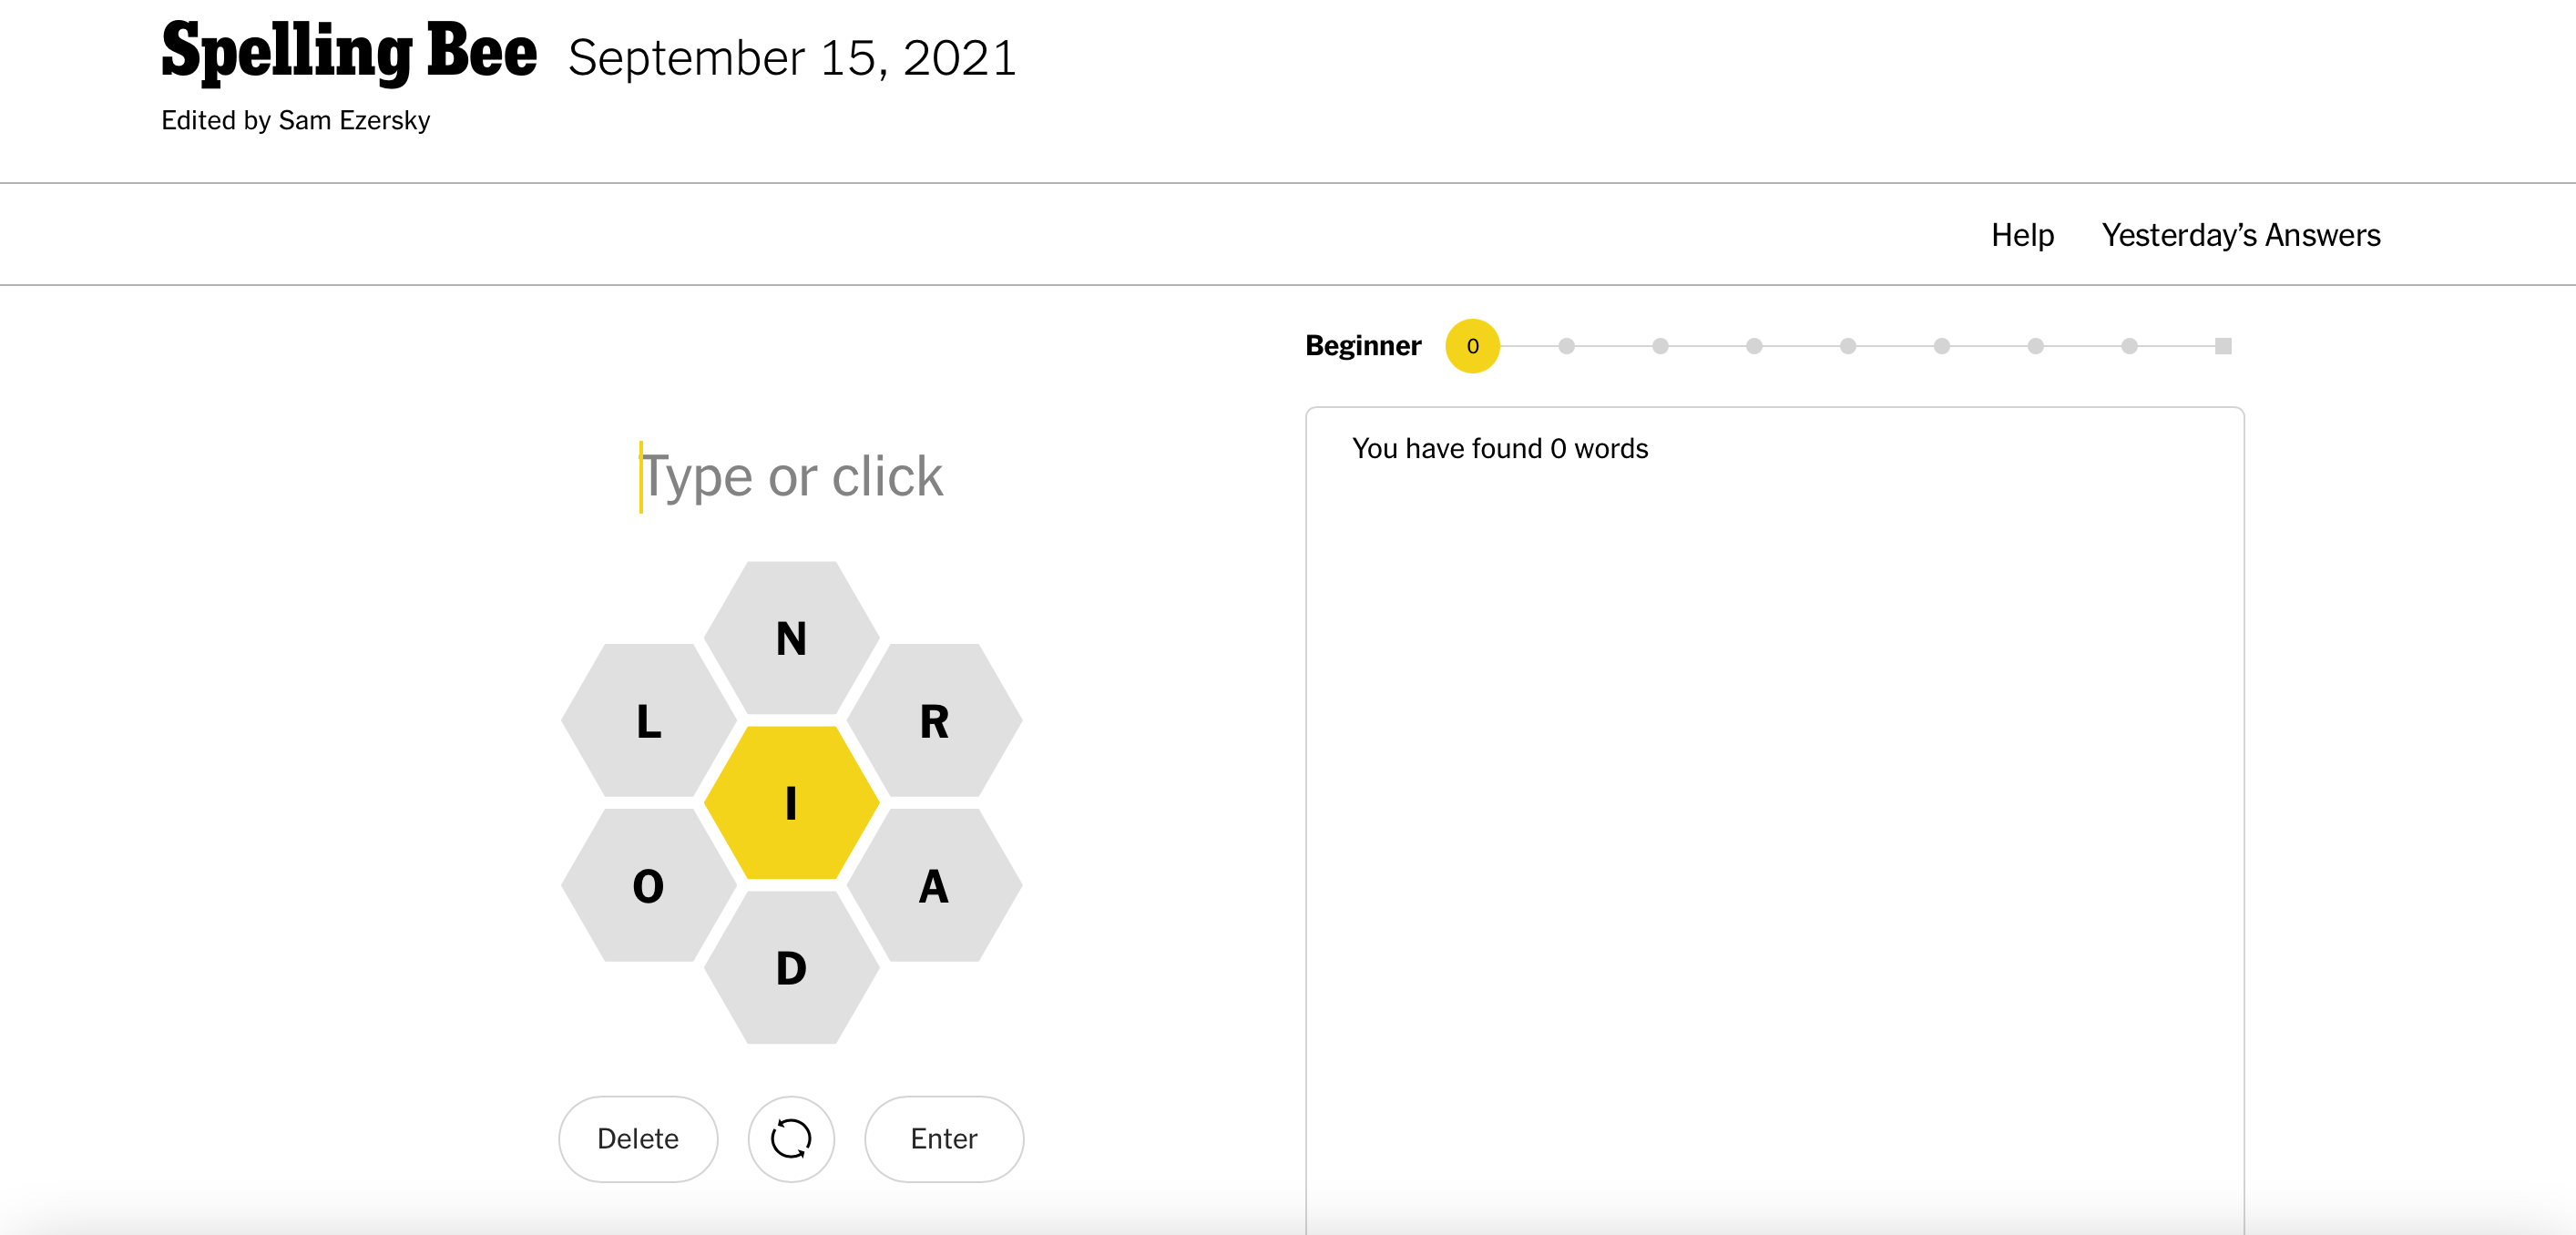 Spelling Bee September 15, 2021
Edited by Sam Ezersky
Help Yesterday’s Answers
Beginner 0
You have found 0 words
Type or click
N
L R
I
O A
D
Delete Enter